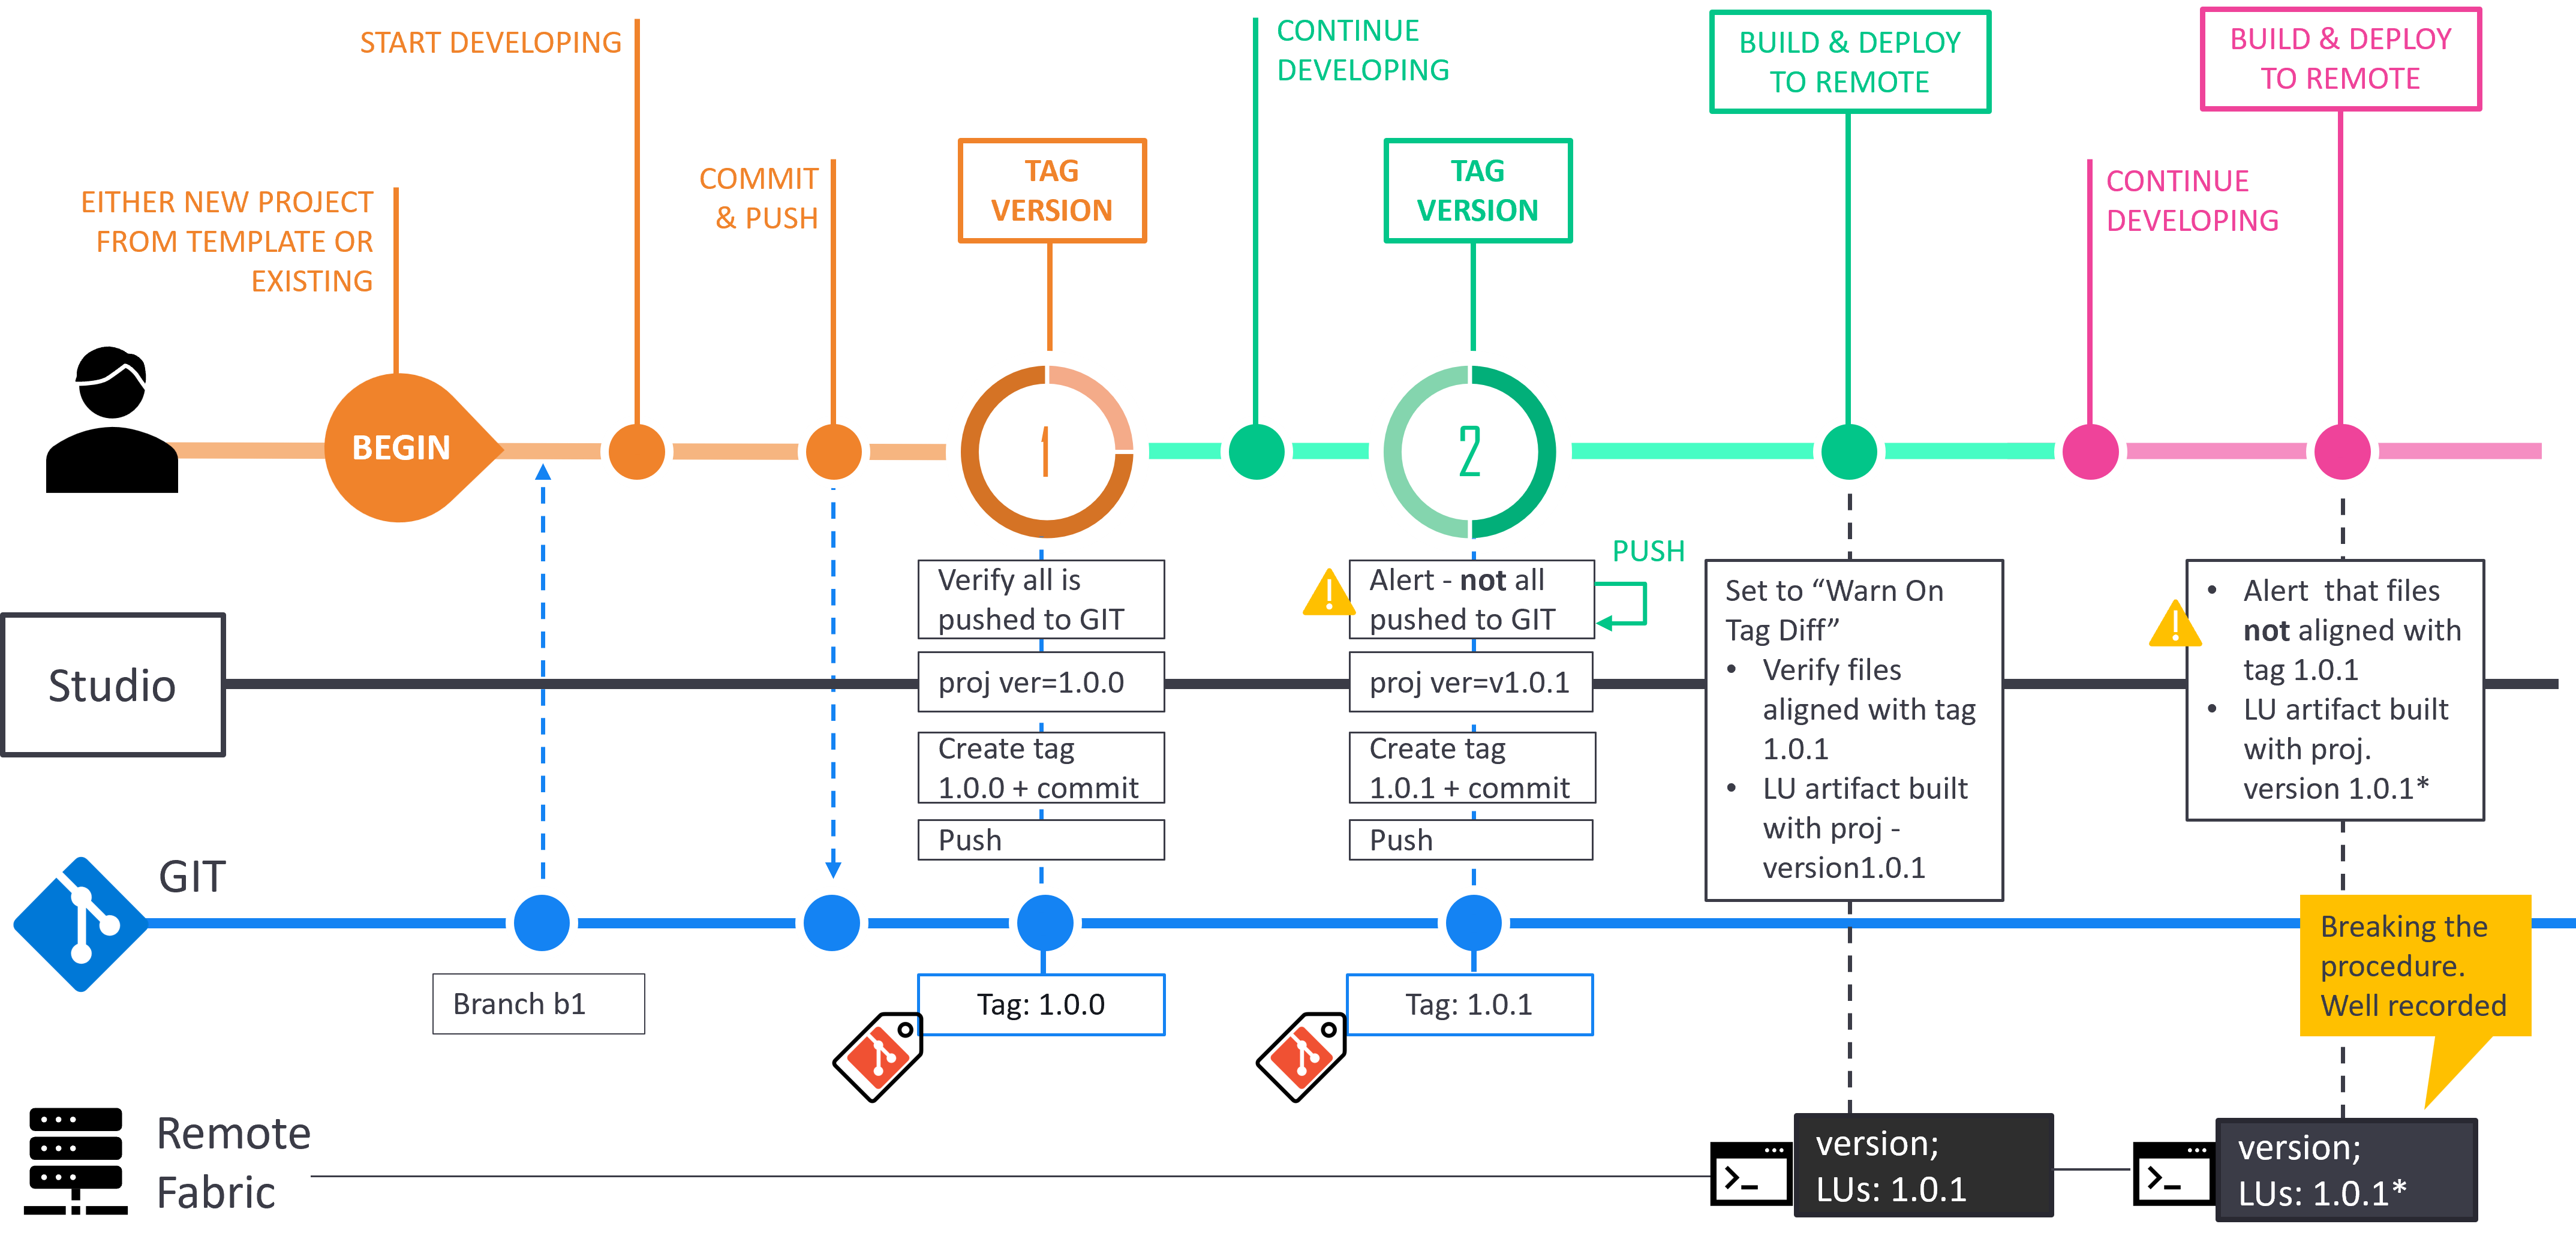 START DEVELOPING
CONTINUE
DEVELOPING
BUILD & DEPLOY
TO REMOTE
BUILD & DEPLOY
TO REMOTE
EITHER NEW PROJECT
FROM TEMPLATE OR
EXISTING
COMMIT
& PUSH
TAG
VERSION
TAG
VERSION
CONTINUE
DEVELOPING
BEGIN
1
2
Verify all is
pushed to GIT
Alert - not all
pushed to GIT
PUSH
Set to “Warn On
Tag Diff”
• Verify files
aligned with tag
1.0.1
• LU artifact built
with proj -
version1.0.1
• Alert  that files
not aligned with
tag 1.0.1
• LU artifact built
with proj.
version 1.0.1*
Studio
proj ver=1.0.0
proj ver=v1.0.1
Create tag
1.0.0 + commit
Create tag
1.0.1 + commit
Push
Push
GIT
Branch b1
Tag: 1.0.0
Tag: 1.0.1
Breaking the
procedure.
Well recorded
Remote
Fabric
version;
LUs: 1.0.1
version;
LUs: 1.0.1*